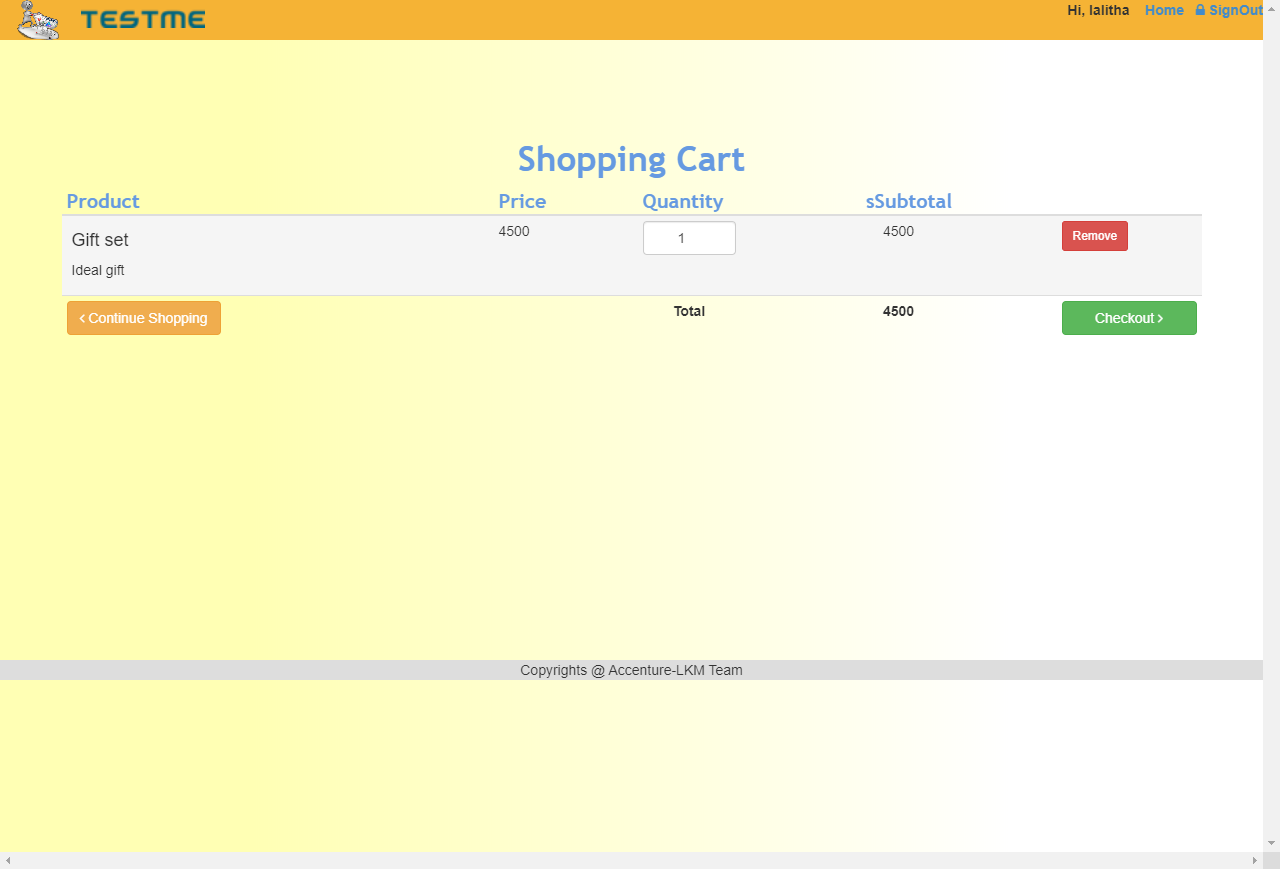 TESTME
Hi, lalitha Home SignOut
Shopping Cart
Product Price Quantity sSubtotal
Gift set 4500 1 4500 Remove
Ideal gift
Continue Shopping Total 4500 Checkout
Copyrights @ Accenture-LKM Team